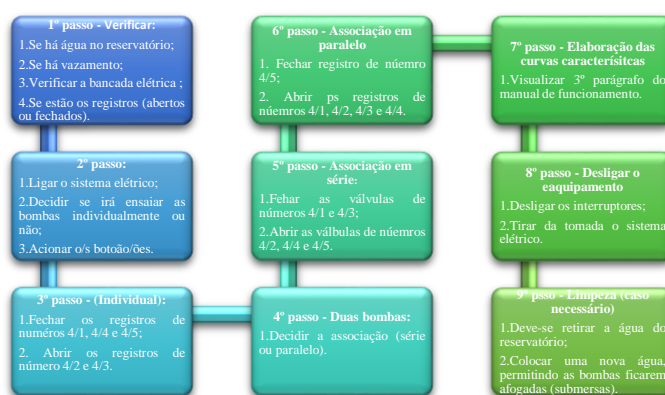 1º passo - Verificar:
1.Se há água no reservatório;
2.Se há vazamento;
3.Verificar a bancada elétrica ;
4.Se estão os registros (abertos
ou fechados).
2º passo:
1.Ligar o sistema elétrico;
2.Decidir se irá ensaiar as
bombas individualmente ou
não;
3.Acionar o/s botoão/ões.
3º passo - (Individual):
1.Fechar os registros de
numéros 4/1, 4/4 e 4/5;
2. Abrir os registros de
número 4/2 e 4/3.
4º passo - Duas bombas:
1.Decidir a associação (série
ou paralelo).
5º passo - Associação em
série:
1.Fehar as válvulas de
números 4/1 e 4/3;
2.Abrir as válbulas de núemros
4/2, 4/4 e 4/5.
6º passo - Associação em
paralelo
1. Fechar registro de núemro
4/5;
2. Abrir ps registros de
núemros 4/1, 4/2, 4/3 e 4/4.
7º passo - Elaboração das
curvas caracterísitcas
1.Visualizar 3º parágrafo do
manual de funcionamento.
8º passo - Desligar o
eaquipamento
1.Desligar os interruptores;
2.Tirar da tomada o sistema
elétrico.
9º psso - Limpeza (caso
necessário)
1.Deve-se retirar a água do
reservatório;
2.Colocar uma nova água,
permitindo as bombas ficarem
afogadas (submersas).